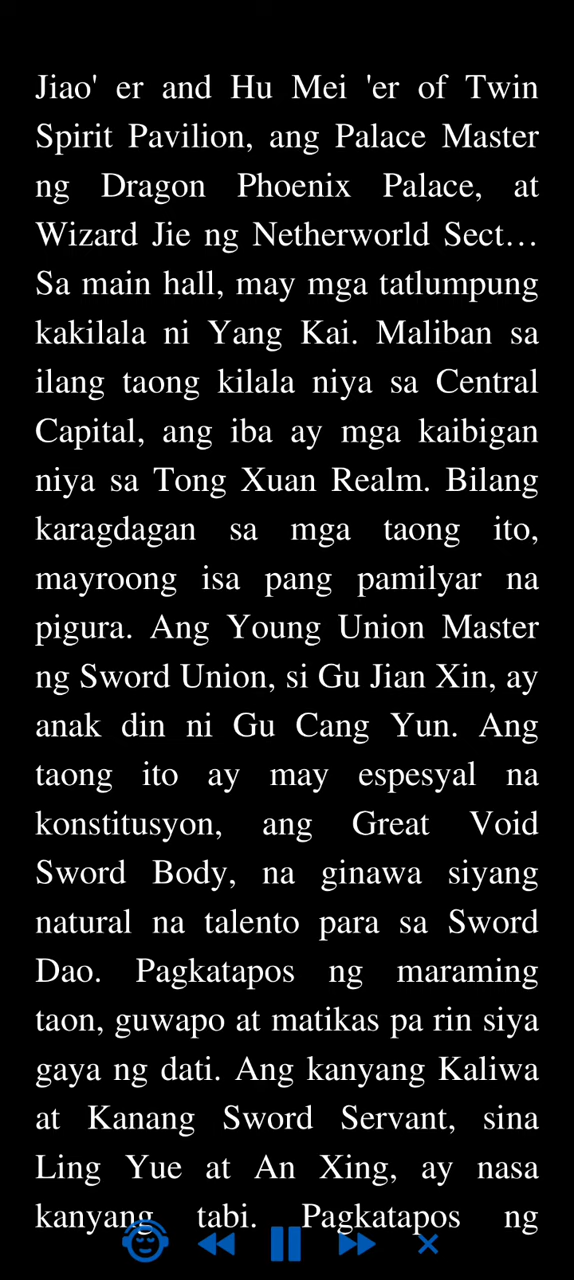 Jiao' er and Hu Mei 'er of Twin
Spirit Pavilion, ang Palace Master
ng Dragon Phoenix Palace, at
Wizard Jie ng Netherworld Sect…
Sa main hall, may mga tatlumpung
kakilala ni Yang Kai. Maliban sa
ilang taong kilala niya sa Central
Capital, ang iba ay mga kaibigan
niya sa Tong Xuan Realm. Bilang
karagdagan sa mga taong ito,
mayroong isa pang pamilyar na
pigura. Ang Young Union Master
ng Sword Union, si Gu Jian Xin, ay
anak din ni Gu Cang Yun. Ang
taong ito ay may espesyal na
konstitusyon, ang Great Void
Sword Body, na ginawa siyang
natural na talento para sa Sword
Dao. Pagkatapos ng maraming
taon, guwapo at matikas pa rin siya
gaya ng dati. Ang kanyang Kaliwa
at Kanang Sword Servant, sina
Ling Yue at An Xing, ay nasa
kanyang tabi. Pagkatapos ng